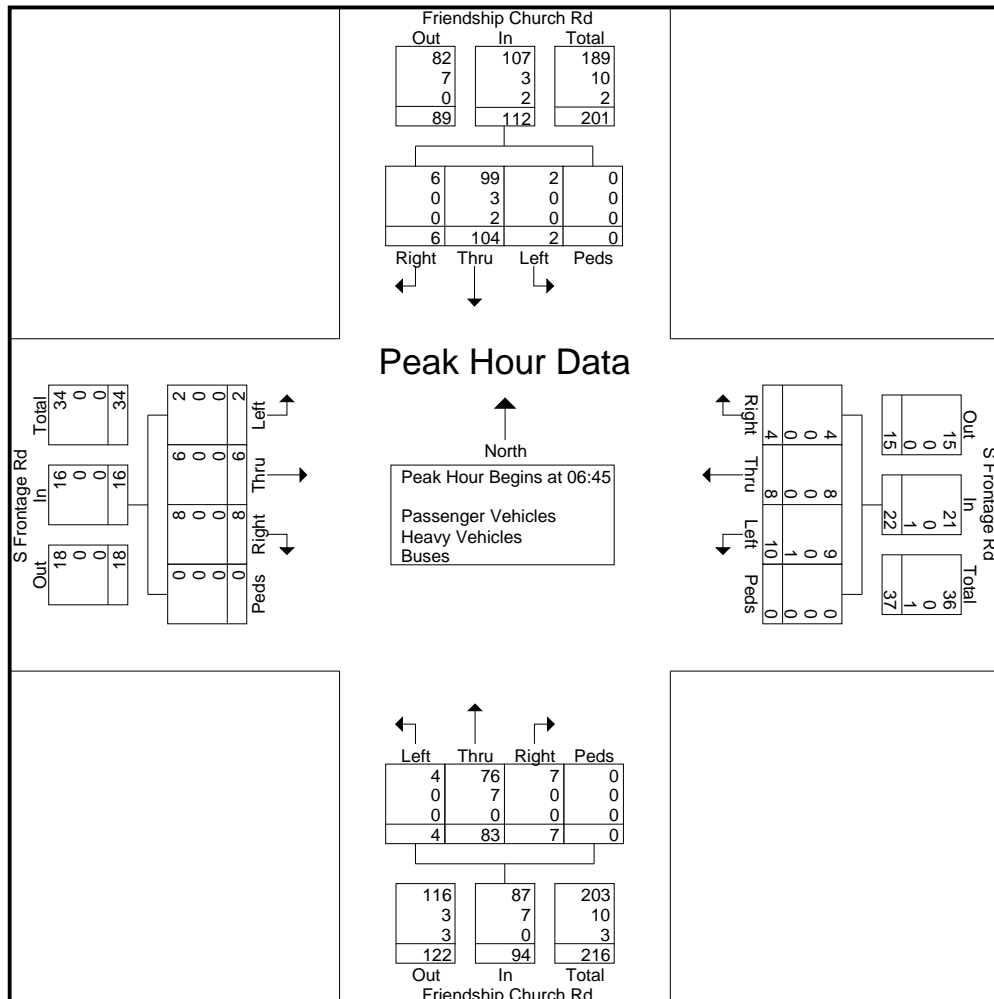 Friendship Church Rd
Out In Total
82 107 189
7 3 10
0 2 2
89 112 201
6 99 2 0
0 3 0 0
0 2 0 0
6 104 2 0
Right Thru Left Peds
Peak Hour Data
North
Peak Hour Begins at 06:45
Passenger Vehicles
Heavy Vehicles
Buses
S Frontage Rd
Out In Total
18 16 34
0 0 0
0 0 0
18 16 34
Left Thru Right Peds
2 6 8 0
0 0 0 0
0 0 0 0
2 6 8 0
S Frontage Rd
Out In Total
15 21 36
0 0 0
0 1 1
15 22 37
Right Thru Left Peds
4 8 9 0
0 0 0 0
0 0 1 0
4 8 10 0
Left Thru Right Peds
4 76 7 0
0 7 0 0
0 0 0 0
4 83 7 0
116 87 203
3 7 10
3 0 3
122 94 216
Out In Total
Friendship Church Rd